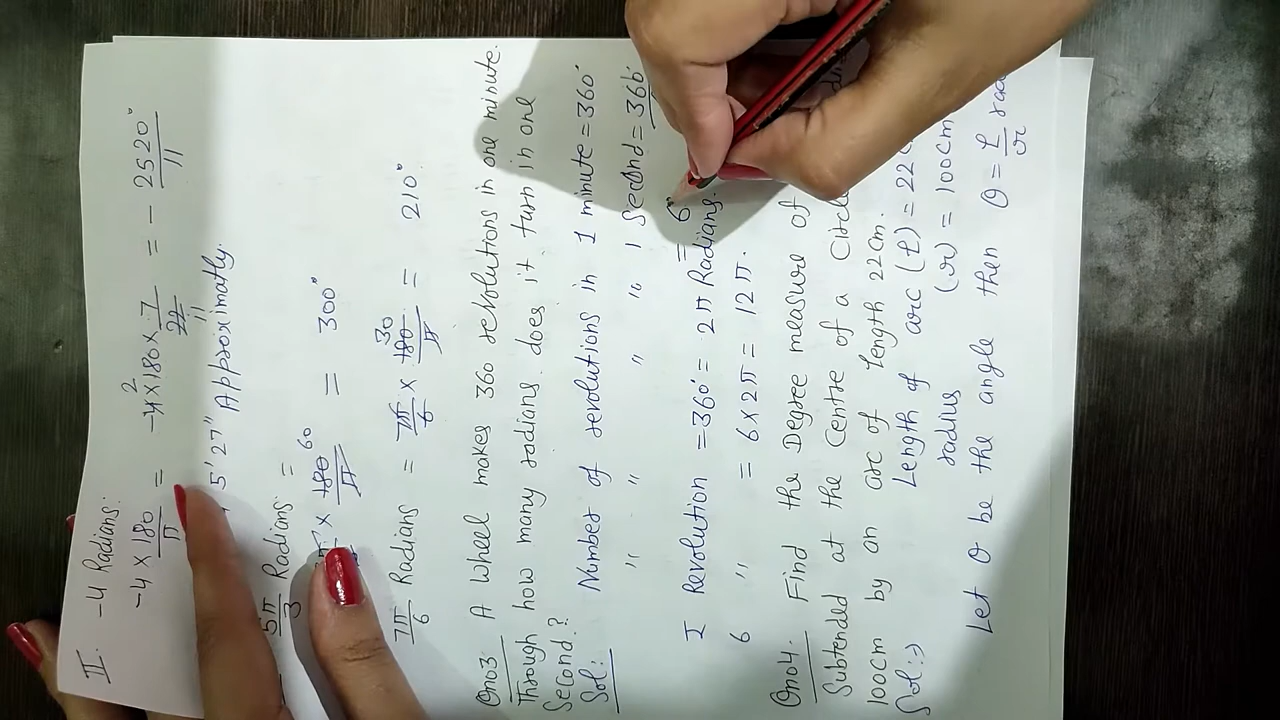 II. -4 Radians:
-4 × 180/π = -4 × 180 × 7/22 = - 2520°/11
2
11
5' 27" Approximatly.
5π/3 Radians =
× 180/π = 300°
60
7π/6 Radians = 7π/6 × 180/π = 210°
30
Qno3 A wheel makes 360 revolutions in one minute.
Through how many radians does it turn in one
Second.?
Sol: Number of revolutions in 1 minute = 360°
" " " " " 1 Second = 360
= 6°
1 Revolution = 360° = 2π Radians.
6 " = 6 × 2π = 12π.
Qno4. Find the Degree measure of
Subtended at the Centre of a Circle
100cm by an arc of length 22cm.
Sol:→ Length of arc (l) = 22
radius (r) = 100cm
Let θ be the angle then θ = l/r